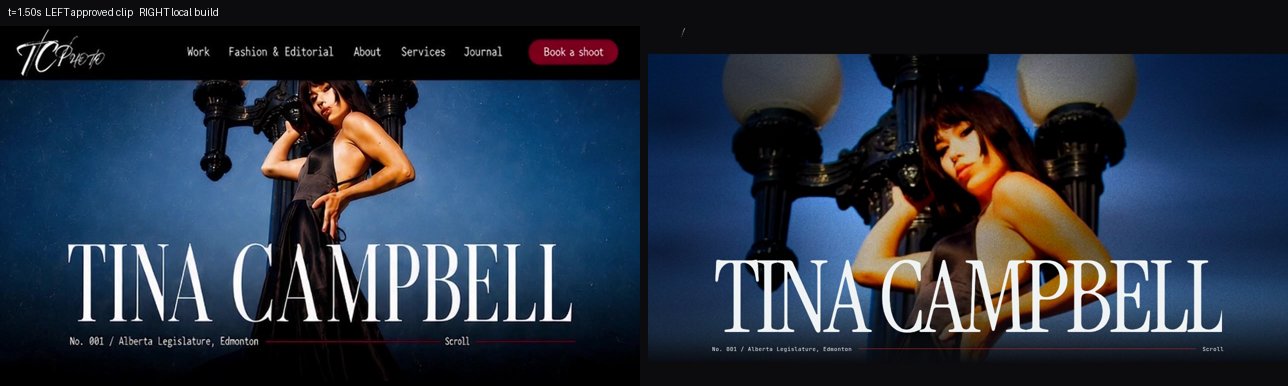 t=1.50s LEFT approved clip RIGHT local build
TCPhoto
Work Fashion & Editorial About Services Journal Book a shoot
TINA CAMPBELL
No. 001 / Alberta Legislature, Edmonton Scroll
/
TINA CAMPBELL
No. 001 / Alberta Legislature, Edmonton Scroll